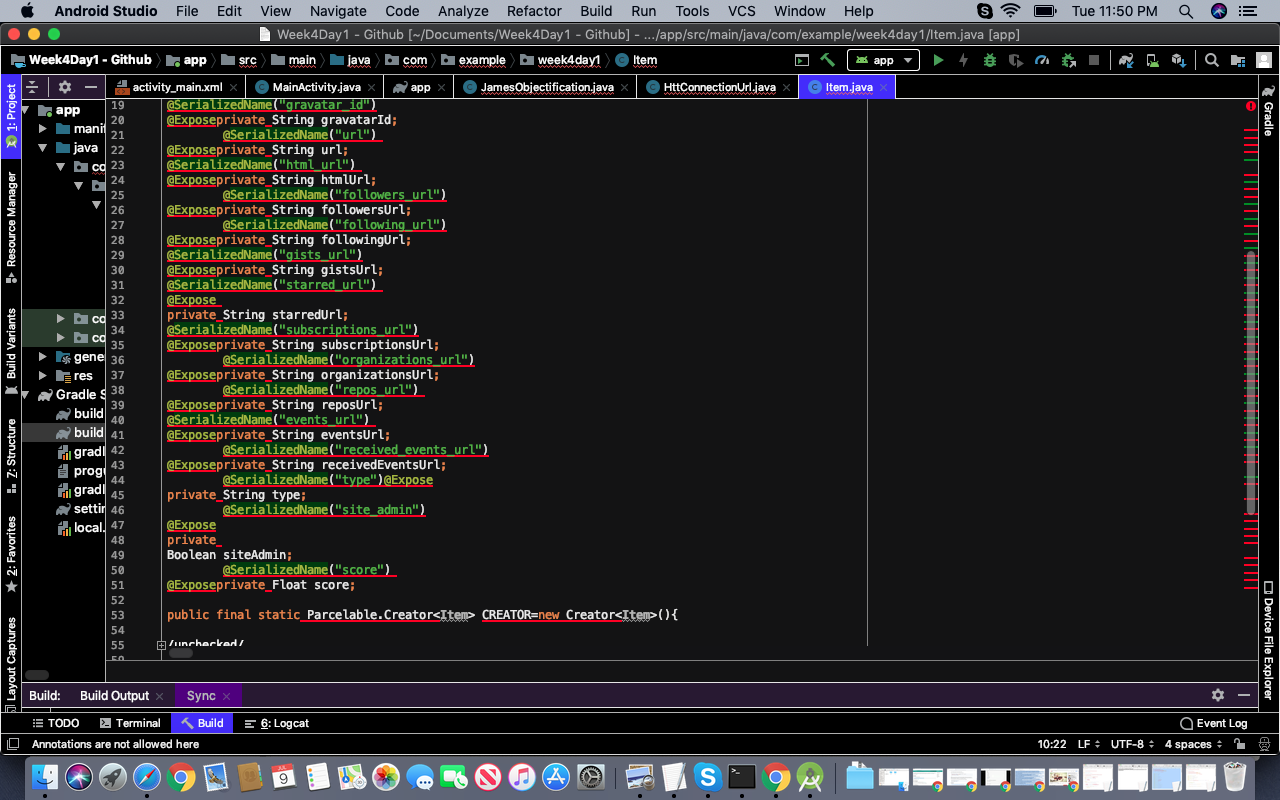 Android Studio File Edit View Navigate Code Analyze Refactor Build Run Tools VCS Window Help Tue 11:50 PM
Week4Day1 - Github [~/Documents/Week4Day1 - Github] - .../app/src/main/java/com/example/week4day1/Item.java [app]
Week4Day1 - Github app src main java com example week4day1 Item app
activity_main.xml MainActivity.java app JamesObjectification.java HttConnectionUrl.java Item.java
1: Project
Resource Manager
Build Variants
Z: Structure
2: Favorites
Layout Captures
app
manif
java
co
co
co
gene
res
Gradle S
build
build
gradl
progu
gradl
settin
local.
19 @SerializedName("gravatar_id")
20 @Exposeprivate String gravatarId;
21 @SerializedName("url")
22 @Exposeprivate String url;
23 @SerializedName("html_url")
24 @Exposeprivate String htmlUrl;
25 @SerializedName("followers_url")
26 @Exposeprivate String followersUrl;
27 @SerializedName("following_url")
28 @Exposeprivate String followingUrl;
29 @SerializedName("gists_url")
30 @Exposeprivate String gistsUrl;
31 @SerializedName("starred_url")
32 @Expose
33 private String starredUrl;
34 @SerializedName("subscriptions_url")
35 @Exposeprivate String subscriptionsUrl;
36 @SerializedName("organizations_url")
37 @Exposeprivate String organizationsUrl;
38 @SerializedName("repos_url")
39 @Exposeprivate String reposUrl;
40 @SerializedName("events_url")
41 @Exposeprivate String eventsUrl;
42 @SerializedName("received_events_url")
43 @Exposeprivate String receivedEventsUrl;
44 @SerializedName("type")@Expose
45 private String type;
46 @SerializedName("site_admin")
47 @Expose
48 private
49 Boolean siteAdmin;
50 @SerializedName("score")
51 @Exposeprivate Float score;
52
53 public final static Parcelable.Creator<Item> CREATOR=new Creator<Item>(){
54
55 /unchecked/
Gradle
Device File Explorer
Build: Build Output Sync
TODO Terminal Build 6: Logcat Event Log
Annotations are not allowed here 10:22 LF UTF-8 4 spaces
9